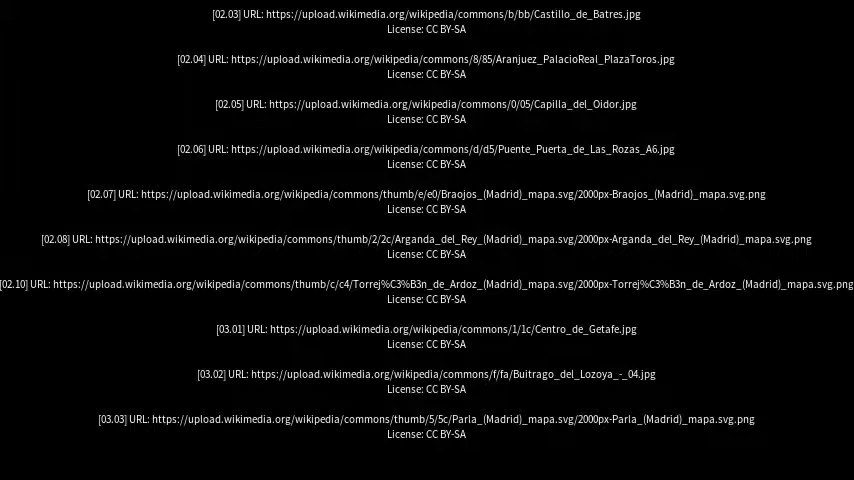 [02.03] URL: https://upload.wikimedia.org/wikipedia/commons/b/bb/Castillo_de_Batres.jpg
License: CC BY-SA
[02.04] URL: https://upload.wikimedia.org/wikipedia/commons/8/85/Aranjuez_PalacioReal_PlazaToros.jpg
License: CC BY-SA
[02.05] URL: https://upload.wikimedia.org/wikipedia/commons/0/05/Capilla_del_Oidor.jpg
License: CC BY-SA
[02.06] URL: https://upload.wikimedia.org/wikipedia/commons/d/d5/Puente_Puerta_de_Las_Rozas_A6.jpg
License: CC BY-SA
[02.07] URL: https://upload.wikimedia.org/wikipedia/commons/thumb/e/e0/Braojos_(Madrid)_mapa.svg/2000px-Braojos_(Madrid)_mapa.svg.png
License: CC BY-SA
[02.08] URL: https://upload.wikimedia.org/wikipedia/commons/thumb/2/2c/Arganda_del_Rey_(Madrid)_mapa.svg/2000px-Arganda_del_Rey_(Madrid)_mapa.svg.png
License: CC BY-SA
[02.10] URL: https://upload.wikimedia.org/wikipedia/commons/thumb/c/c4/Torrej%C3%B3n_de_Ardoz_(Madrid)_mapa.svg/2000px-Torrej%C3%B3n_de_Ardoz_(Madrid)_mapa.svg.png
License: CC BY-SA
[03.01] URL: https://upload.wikimedia.org/wikipedia/commons/1/1c/Centro_de_Getafe.jpg
License: CC BY-SA
[03.02] URL: https://upload.wikimedia.org/wikipedia/commons/f/fa/Buitrago_del_Lozoya_-_04.jpg
License: CC BY-SA
[03.03] URL: https://upload.wikimedia.org/wikipedia/commons/thumb/5/5c/Parla_(Madrid)_mapa.svg/2000px-Parla_(Madrid)_mapa.svg.png
License: CC BY-SA